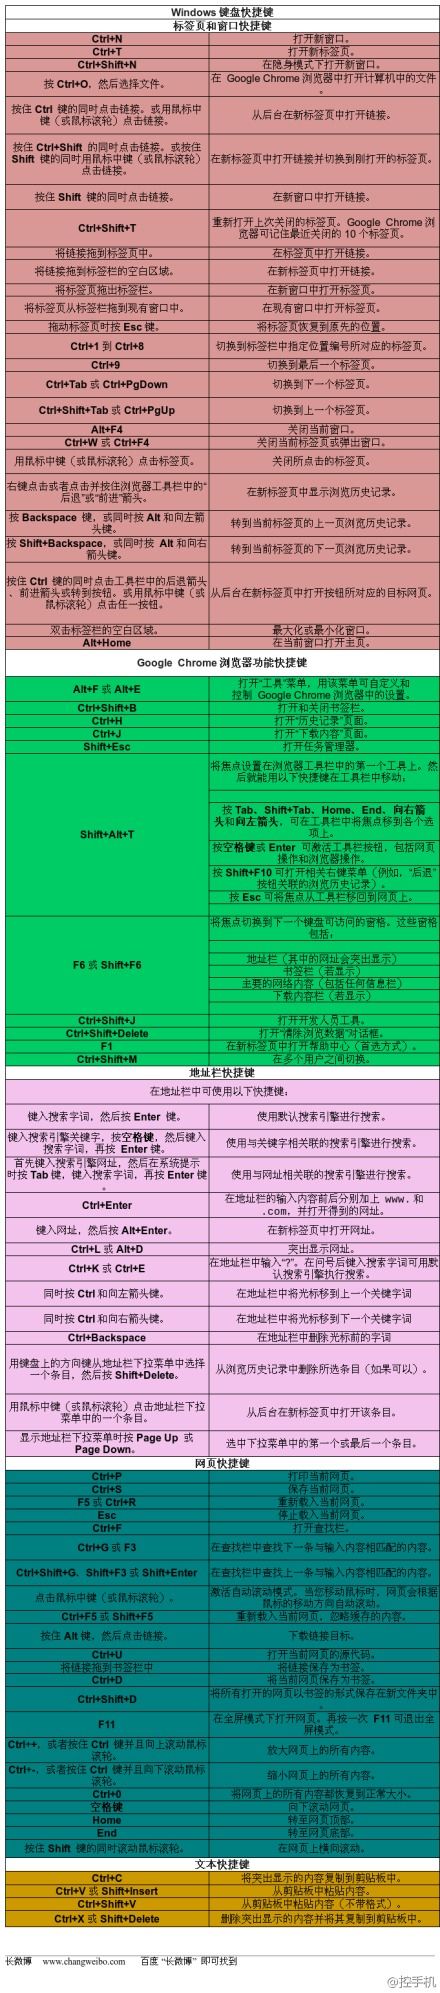 Windows 键盘快捷键
标签页和窗口快捷键
Ctrl+N 打开新窗口。
Ctrl+T 打开新标签页。
Ctrl+Shift+N 在隐身模式下打开新窗口。
按 Ctrl+O，然后选择文件。 在 Google Chrome 浏览器中打开计算机中的文件。
按住 Ctrl 键的同时点击链接。或用鼠标中
键（或鼠标滚轮）点击链接。 从后台在新标签页中打开链接。
按住 Ctrl+Shift 的同时点击链接。或按住
Shift 键的同时用鼠标中键（或鼠标滚轮）
点击链接。 在新标签页中打开链接并切换到刚打开的标签页。
按住 Shift 键的同时点击链接。 在新窗口中打开链接。
Ctrl+Shift+T 重新打开上次关闭的标签页。Google Chrome 浏
览器可记住最近关闭的 10 个标签页。
将链接拖到标签页中。 在标签页中打开链接。
将链接拖到标签栏的空白区域。 在新标签页中打开链接。
将标签页拖出标签栏。 在新窗口中打开标签页。
将标签页从标签栏拖到现有窗口中。 在现有窗口中打开标签页。
拖动标签页时按 Esc 键。 将标签页恢复到原先的位置。
Ctrl+1 到 Ctrl+8 切换到标签栏中指定位置编号所对应的标签页。
Ctrl+9 切换到最后一个标签页。
Ctrl+Tab 或 Ctrl+PgDown 切换到下一个标签页。
Ctrl+Shift+Tab 或 Ctrl+PgUp 切换到上一个标签页。
Alt+F4 关闭当前窗口。
Ctrl+W 或 Ctrl+F4 关闭当前标签页或弹出窗口。
用鼠标中键（或鼠标滚轮）点击标签页。 关闭所点击的标签页。
右键点击或者点击并按住浏览器工具栏中的“
后退”或“前进”箭头。 在新标签页中显示浏览历史记录。
按 Backspace 键，或同时按 Alt 和向左箭
头键。 转到当前标签页的上一页浏览历史记录。
按 Shift+Backspace，或同时按 Alt 和向右
箭头键。 转到当前标签页的下一页浏览历史记录。
按住 Ctrl 键的同时点击工具栏中的后退箭头
、前进箭头或转到按钮。或用鼠标中键（或
鼠标滚轮）点击任一按钮。 从后台在新标签页中打开按钮所对应的目标网页。
双击标签栏的空白区域。 最大化或最小化窗口。
Alt+Home 在当前窗口打开主页。
Google Chrome 浏览器功能快捷键
Alt+F 或 Alt+E 打开“工具”菜单，用该菜单可自定义和
控制 Google Chrome 浏览器中的设置。
Ctrl+Shift+B 打开和关闭书签栏。
Ctrl+H 打开“历史记录”页面。
Ctrl+J 打开“下载内容”页面。
Shift+Esc 打开任务管理器。
Shift+Alt+T 将焦点设置在浏览器工具栏中的第一个工具上。然
后就能用以下快捷键在工具栏中移动：
按 Tab、Shift+Tab、Home、End、向右箭
头和向左箭头，可在工具栏中将焦点移到各个选
项上。
按空格键或 Enter 可激活工具栏按钮，包括网页
操作和浏览器操作。
按 Shift+F10 可打开相关右键菜单（例如，“后退”
按钮关联的浏览历史记录）。
按 Esc 可将焦点从工具栏移回到网页上。
F6 或 Shift+F6 将焦点切换到下一个键盘可访问的窗格。这些窗格
包括：
地址栏（其中的网址会突出显示）
书签栏（若显示）
主要的网络内容（包括任何信息栏）
下载内容栏（若显示）
Ctrl+Shift+J 打开开发人员工具。
Ctrl+Shift+Delete 打开“清除浏览数据”对话框。
F1 在新标签页中打开帮助中心（首选方式）。
Ctrl+Shift+M 在多个用户之间切换。
地址栏快捷键
在地址栏中可使用以下快捷键：
键入搜索字词，然后按 Enter 键。 使用默认搜索引擎进行搜索。
键入搜索引擎关键字，按空格键，然后键入
搜索字词，再按 Enter 键。 使用与关键字相关联的搜索引擎进行搜索。
首先键入搜索引擎网址，然后在系统提示
时按 Tab 键，键入搜索字词，再按 Enter 键
。 使用与网址相关联的搜索引擎进行搜索。
Ctrl+Enter 在地址栏的输入内容前后分别加上 www. 和
.com，并打开得到的网址。
键入网址，然后按 Alt+Enter。 在新标签页中打开网址。
Ctrl+L 或 Alt+D 突出显示网址。
Ctrl+K 或 Ctrl+E 在地址栏中输入“?”。在问号后键入搜索字词可用默
认搜索引擎执行搜索。
同时按 Ctrl 和向左箭头键。 在地址栏中将光标移到上一个关键字词
同时按 Ctrl 和向右箭头键。 在地址栏中将光标移到下一个关键字词
Ctrl+Backspace 在地址栏中删除光标前的字词
用键盘上的方向键从地址栏下拉菜单中选择
一个条目，然后按 Shift+Delete。 从浏览历史记录中删除所选条目（如果可以）。
用鼠标中键（或鼠标滚轮）点击地址栏下拉
菜单中的一个条目。 从后台在新标签页中打开该条目。
显示地址栏下拉菜单时按 Page Up 或
Page Down。 选中下拉菜单中的第一个或最后一个条目。
网页快捷键
Ctrl+P 打印当前网页。
Ctrl+S 保存当前网页。
F5 或 Ctrl+R 重新载入当前网页。
Esc 停止载入当前网页。
Ctrl+F 打开查找栏。
Ctrl+G 或 F3 在查找栏中查找下一条与输入内容相匹配的内容。
Ctrl+Shift+G、Shift+F3 或 Shift+Enter 在查找栏中查找上一条与输入内容相匹配的内容。
点击鼠标中键（或鼠标滚轮）。 激活自动滚动模式。当您移动鼠标时，网页会根据
鼠标的移动方向自动滚动。
Ctrl+F5 或 Shift+F5 重新载入当前网页，忽略缓存的内容。
按住 Alt 键，然后点击链接。 下载链接目标。
Ctrl+U 打开当前网页的源代码。
将链接拖到书签栏中 将链接保存为书签。
Ctrl+D 将当前网页保存为书签。
Ctrl+Shift+D 将所有打开的网页以书签的形式保存在新文件夹中
。
F11 在全屏模式下打开网页。再按一次 F11 可退出全
屏模式。
Ctrl++，或者按住 Ctrl 键并且向上滚动鼠标
滚轮。 放大网页上的所有内容。
Ctrl+-，或者按住 Ctrl 键并且向下滚动鼠标
滚轮。 缩小网页上的所有内容。
Ctrl+0 将网页上的所有内容都恢复到正常大小。
空格键 向下滚动网页。
Home 转至网页顶部。
End 转至网页底部。
按住 Shift 键的同时滚动鼠标滚轮。 在网页上横向滚动。
文本快捷键
Ctrl+C 将突出显示的内容复制到剪贴板中。
Ctrl+V 或 Shift+Insert 从剪贴板中粘贴内容。
Ctrl+Shift+V 从剪贴板中粘贴内容（不带格式）。
Ctrl+X 或 Shift+Delete 删除突出显示的内容并将其复制到剪贴板中。
长微博 www.changweibo.com 百度 “长微博” 即可找到
@控手机